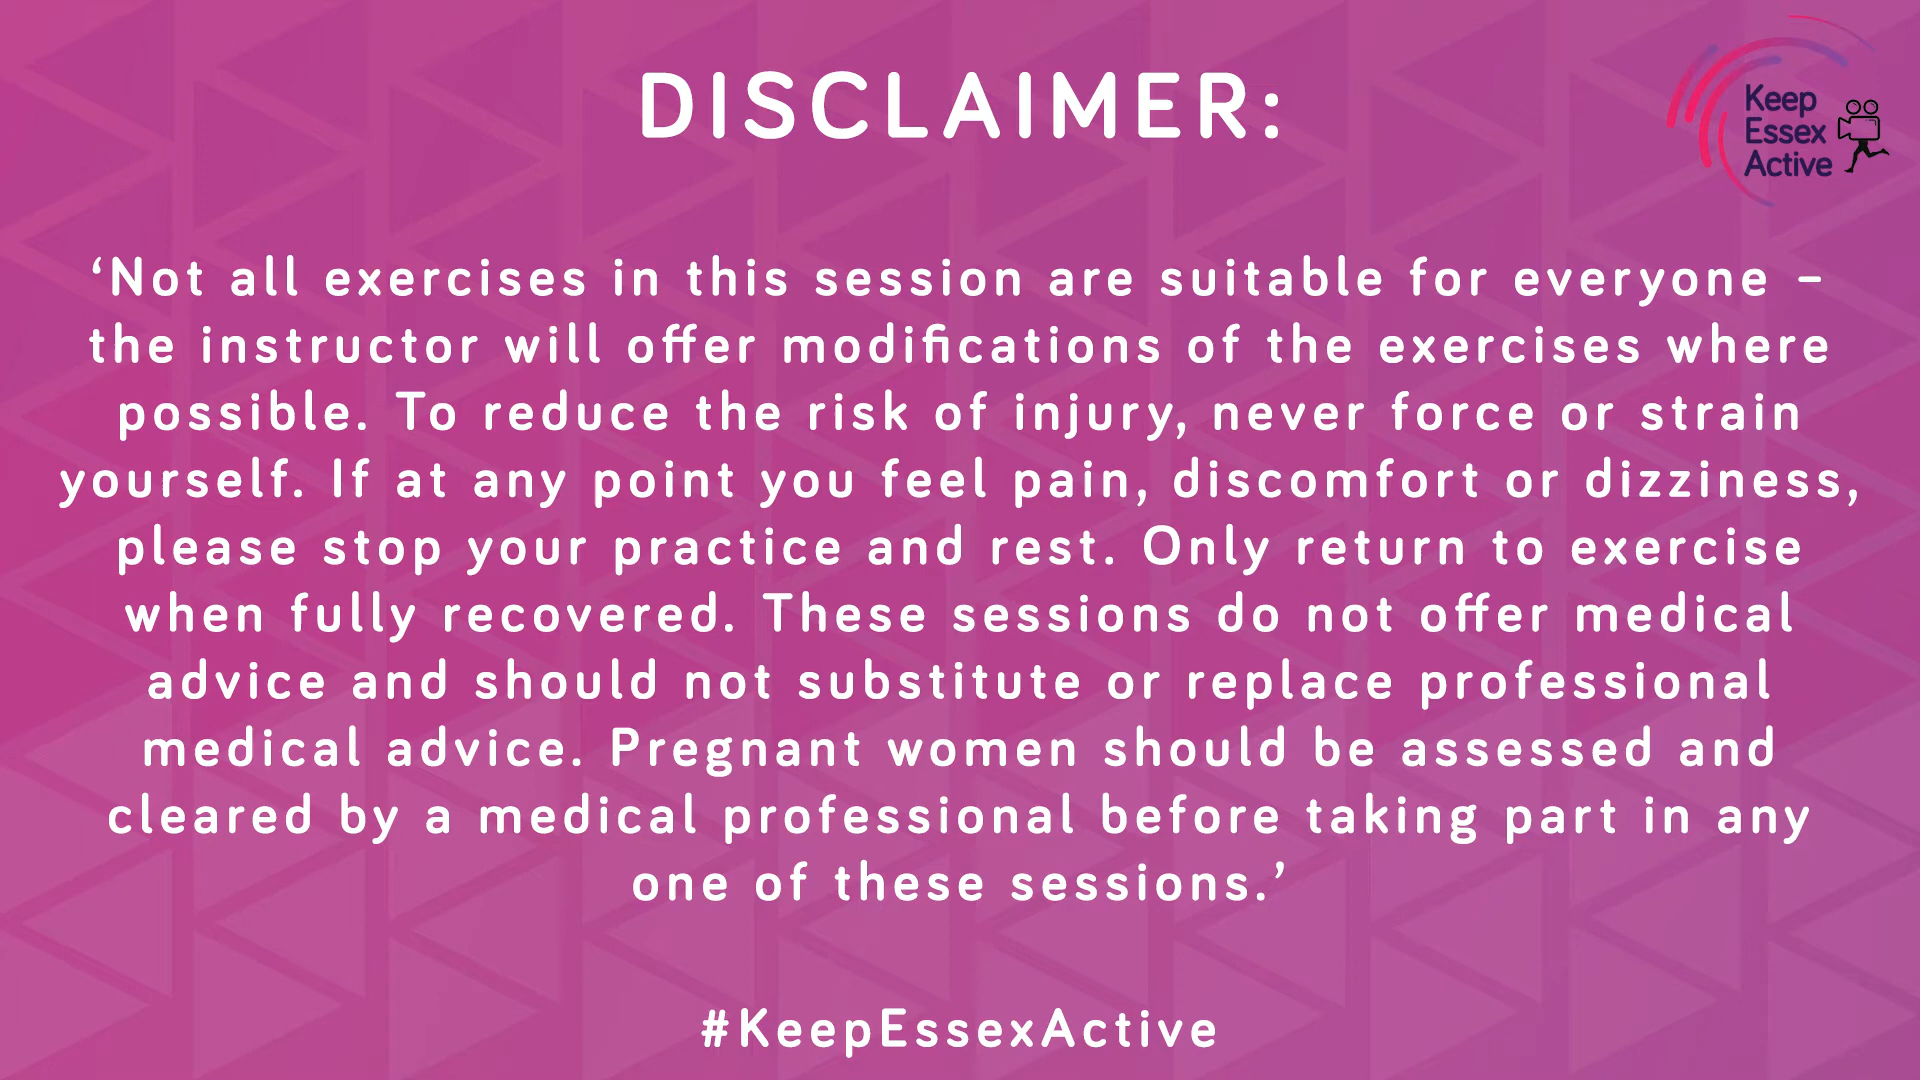 DISCLAIMER:
Keep
Essex
Active
‘Not all exercises in this session are suitable for everyone –
the instructor will offer modifications of the exercises where
possible. To reduce the risk of injury, never force or strain
yourself. If at any point you feel pain, discomfort or dizziness,
please stop your practice and rest. Only return to exercise
when fully recovered. These sessions do not offer medical
advice and should not substitute or replace professional
medical advice. Pregnant women should be assessed and
cleared by a medical professional before taking part in any
one of these sessions.’
#KeepEssexActive